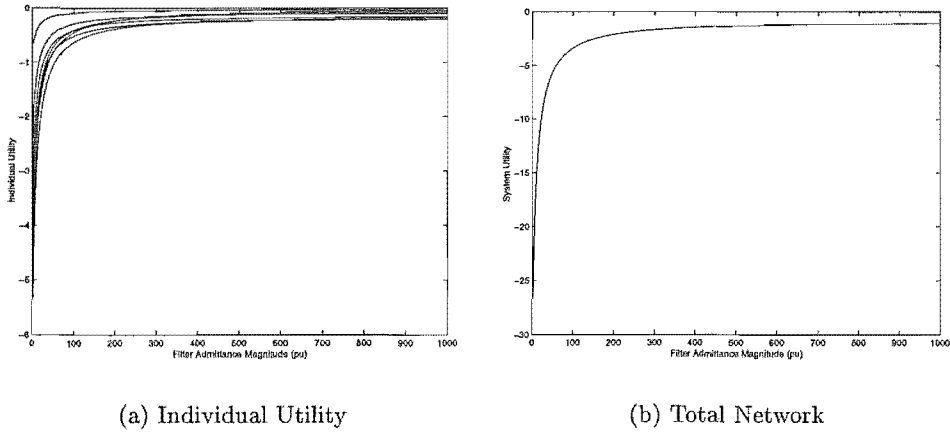 0
−1
−2
−3
−4
−5
−6
Individual Utility
0 100 200 300 400 500 600 700 800 900 1000
Filter Admittance Magnitude (pu)
(a) Individual Utility
0
−5
−10
−15
−20
−25
−30
System Utility
0 100 200 300 400 500 600 700 800 900 1000
Filter Admittance Magnitude (pu)
(b) Total Network